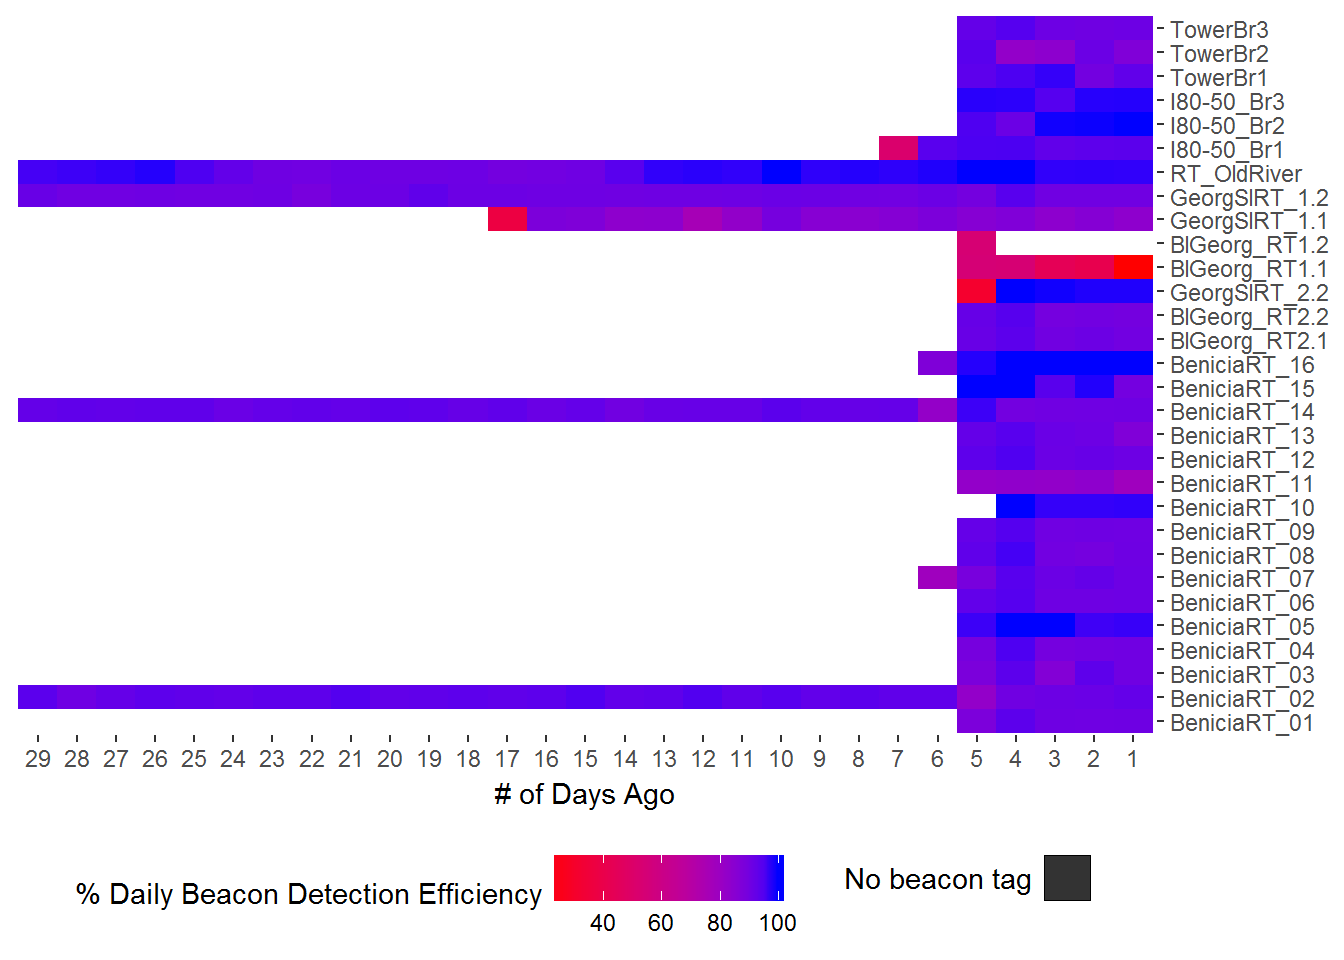 TowerBr3
TowerBr2
TowerBr1
I80-50_Br3
I80-50_Br2
I80-50_Br1
RT_OldRiver
GeorgSlRT_1.2
GeorgSlRT_1.1
BlGeorg_RT1.2
BlGeorg_RT1.1
GeorgSlRT_2.2
BlGeorg_RT2.2
BlGeorg_RT2.1
BeniciaRT_16
BeniciaRT_15
BeniciaRT_14
BeniciaRT_13
BeniciaRT_12
BeniciaRT_11
BeniciaRT_10
BeniciaRT_09
BeniciaRT_08
BeniciaRT_07
BeniciaRT_06
BeniciaRT_05
BeniciaRT_04
BeniciaRT_03
BeniciaRT_02
BeniciaRT_01
29 28 27 26 25 24 23 22 21 20 19 18 17 16 15 14 13 12 11 10 9 8 7 6 5 4 3 2 1
# of Days Ago
% Daily Beacon Detection Efficiency
40 60 80 100
No beacon tag